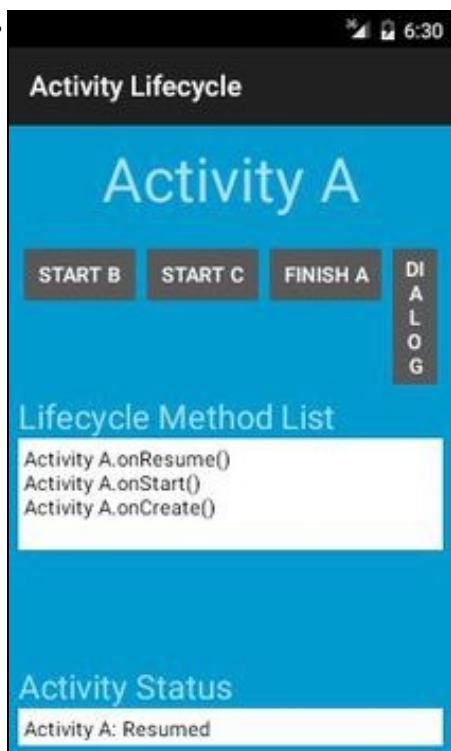 6:30
Activity Lifecycle
Activity A
START B START C FINISH A DIALOG
Lifecycle Method List
Activity A.onResume()
Activity A.onStart()
Activity A.onCreate()
Activity Status
Activity A: Resumed